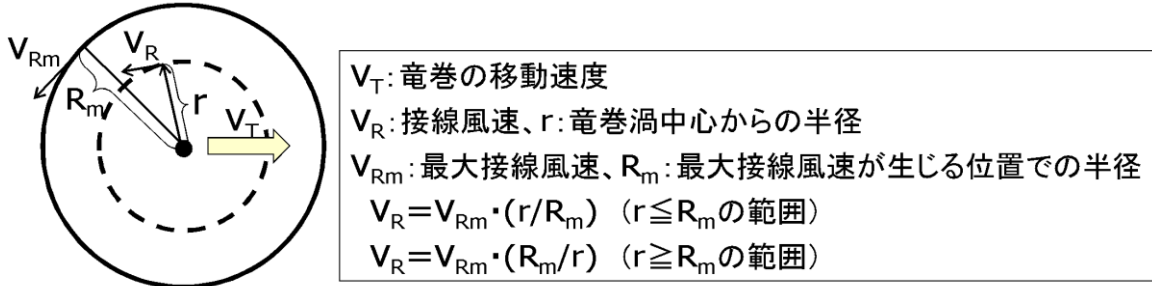 V_Rm
V_R
R_m
r
V_T
V_T:竜巻の移動速度
V_R:接線風速、r:竜巻渦中心からの半径
V_Rm:最大接線風速、R_m:最大接線風速が生じる位置での半径
V_R=V_Rm・(r/R_m) (r≦R_mの範囲)
V_R=V_Rm・(R_m/r) (r≧R_mの範囲)